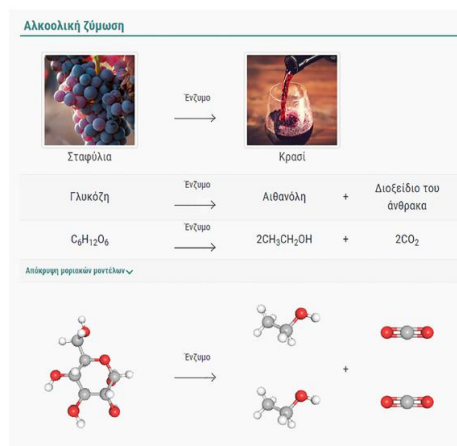 Αλκοολική ζύμωση
Ένζυμο
Σταφύλια
Κρασί
Γλυκόζη Ένζυμο Αιθανόλη + Διοξείδιο του
άνθρακα
C₆H₁₂O₆ Ένζυμο 2CH₃CH₂OH + 2CO₂
Απόκρυψη μοριακών μοντέλων
Ένζυμο
+